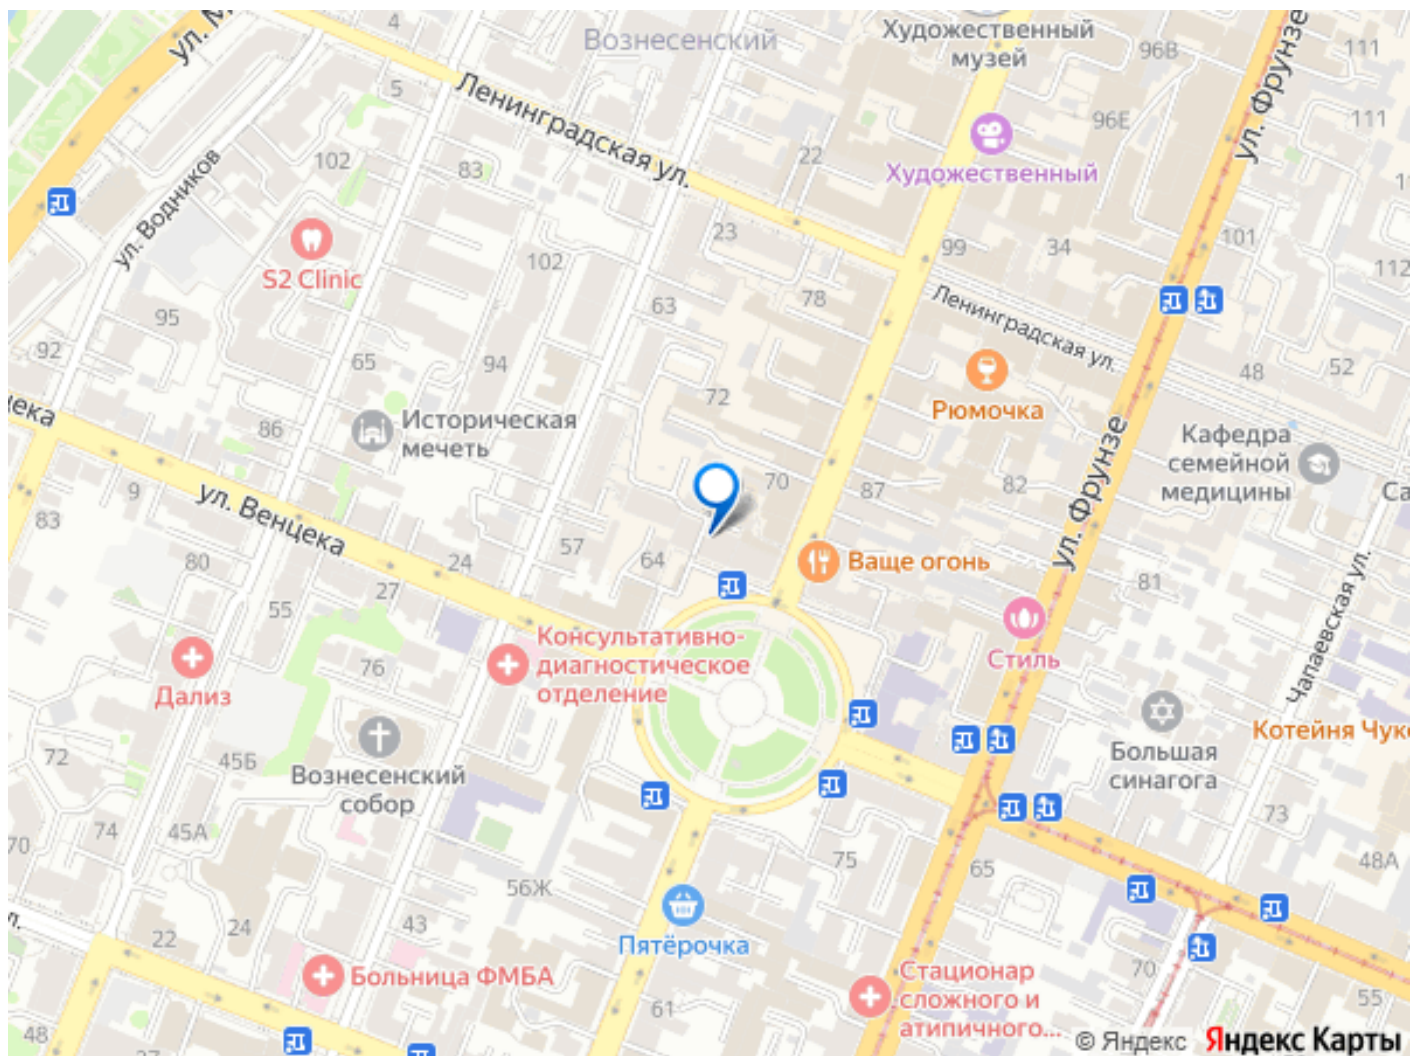 ул. М
4
64
Вознесенский
Художественный
музей
96В
111
ул. Фрунзе
5
Ленинградская ул.
96Е
111
102
83
22
Художественный
ул. Водников
23
99
34
101
S2 Clinic
102
63
78
112
Ленинградская ул.
95
92
65
94
72
Рюмочка
48
52
цека
86
Историческая
мечеть
ул. Фрунзе
Кафедра
семейной
медицины
Са
9
83
ул. Венцека
70
87
82
80
24
57
64
Ваще огонь
27
55
81
Чапаевская ул.
76
Консультативно-
диагностическое
отделение
Дализ
Стиль
72
45Б
Вознесенский
собор
Большая
синагога
Котейня Чук
74
45А
70
75
65
73
48А
56Ж
л.
22
24
43
Пятёрочка
Больница ФМБА
61
Стационар
сложного и
атипичного...
70
55
48
37
© Яндекс Яндекс Карты